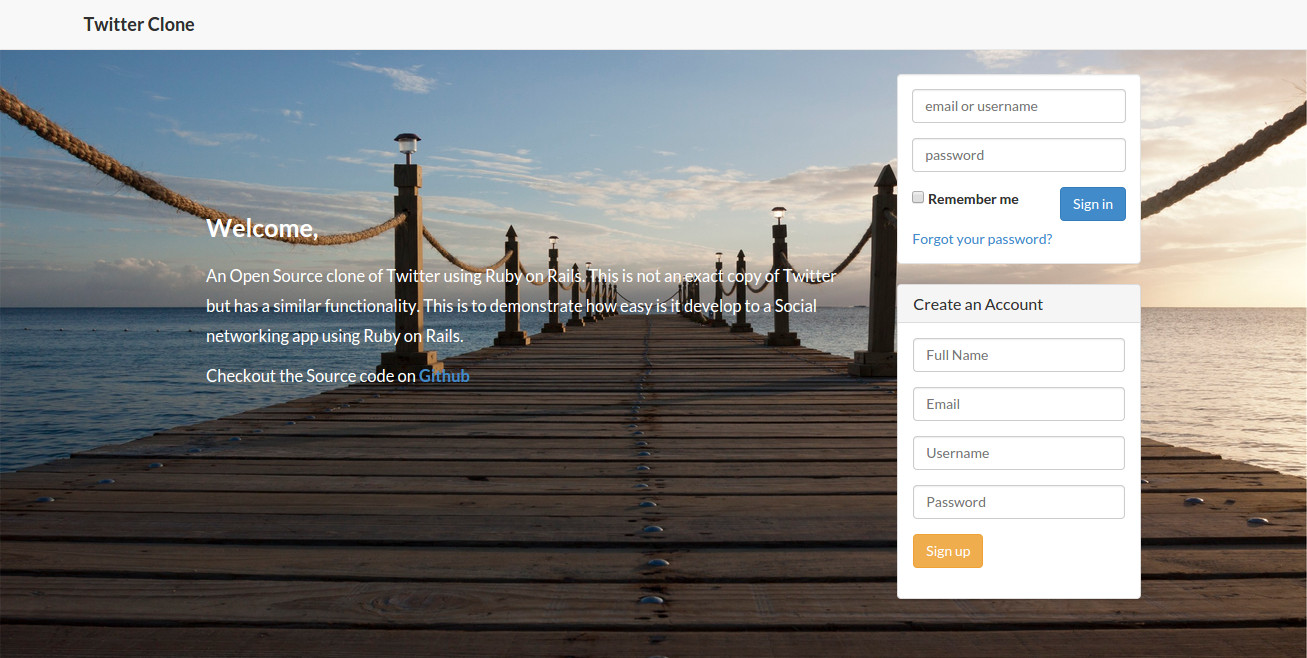 Twitter Clone
Welcome,
An Open Source clone of Twitter using Ruby on Rails. This is not an exact copy of Twitter
but has a similar functionality. This is to demonstrate how easy is it develop to a Social
networking app using Ruby on Rails.
Checkout the Source code on Github
email or username
password
Remember me
Sign in
Forgot your password?
Create an Account
Full Name
Email
Username
Password
Sign up